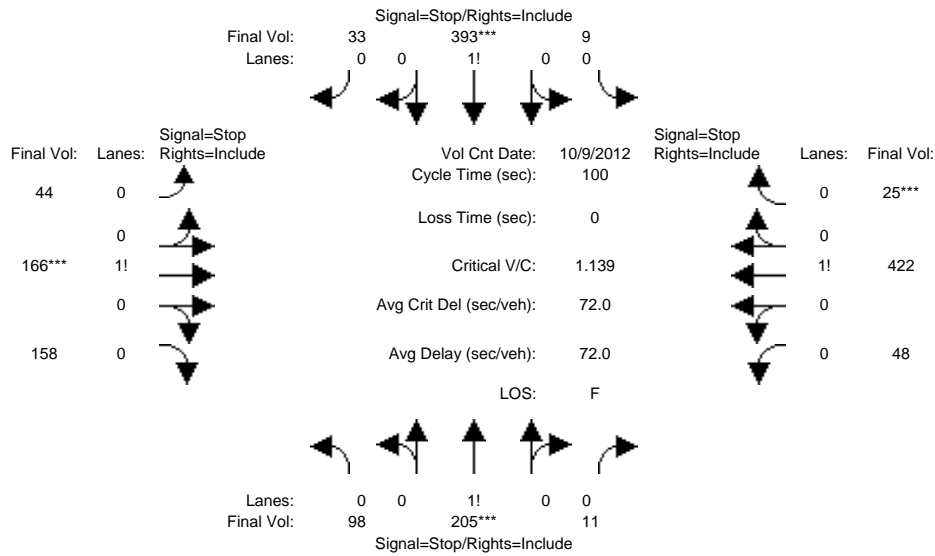 Signal=Stop/Rights=Include
Final Vol: 33 393*** 9
Lanes: 0 0 1! 0 0
Signal=Stop Signal=Stop
Final Vol: Lanes: Rights=Include Vol Cnt Date: 10/9/2012 Rights=Include Lanes: Final Vol:
Cycle Time (sec): 100
44 0 0 25***
Loss Time (sec): 0
0 0
166*** 1! Critical V/C: 1.139 1! 422
0 Avg Crit Del (sec/veh): 72.0 0
158 0 Avg Delay (sec/veh): 72.0 0 48
LOS: F
Lanes: 0 0 1! 0 0
Final Vol: 98 205*** 11
Signal=Stop/Rights=Include